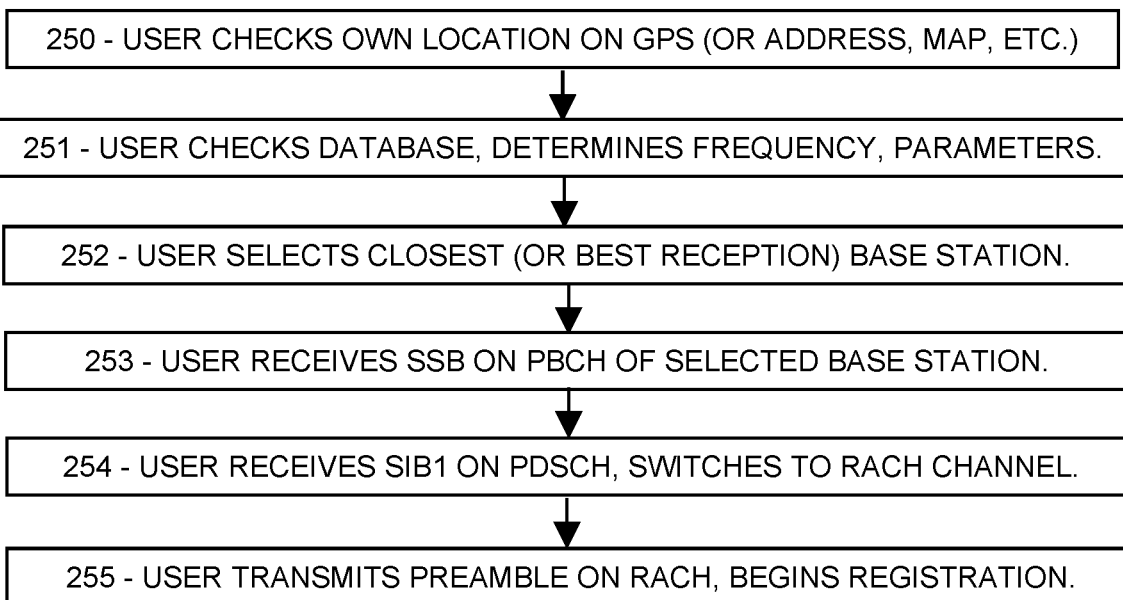 250 - USER CHECKS OWN LOCATION ON GPS (OR ADDRESS, MAP, ETC.)
251 - USER CHECKS DATABASE, DETERMINES FREQUENCY, PARAMETERS.
252 - USER SELECTS CLOSEST (OR BEST RECEPTION) BASE STATION.
253 - USER RECEIVES SSB ON PBCH OF SELECTED BASE STATION.
254 - USER RECEIVES SIB1 ON PDSCH, SWITCHES TO RACH CHANNEL.
255 - USER TRANSMITS PREAMBLE ON RACH, BEGINS REGISTRATION.